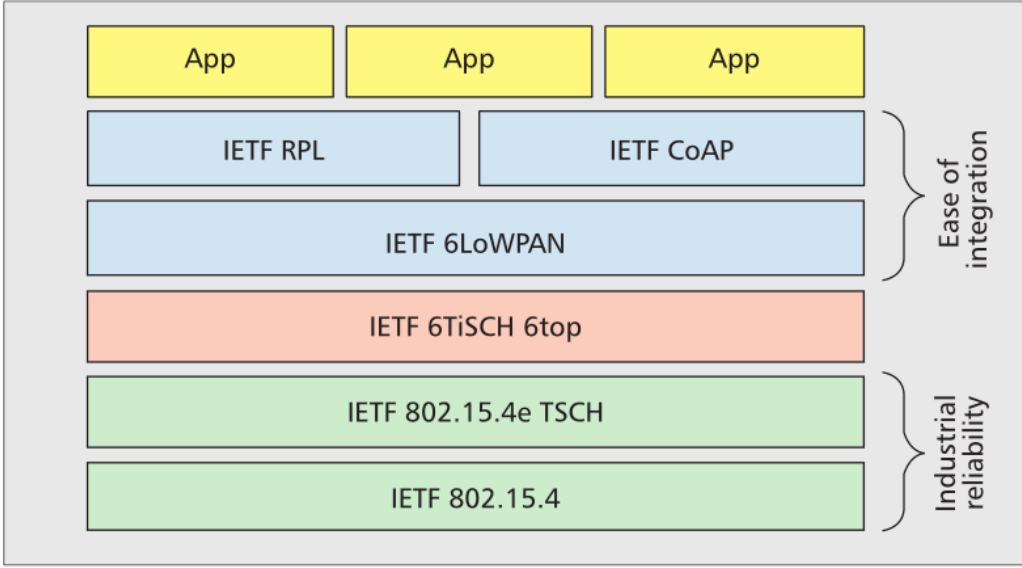 App
App
App
IETF RPL
IETF CoAP
IETF 6LoWPAN
Ease of
integration
IETF 6TiSCH 6top
IETF 802.15.4e TSCH
IETF 802.15.4
Industrial
reliability